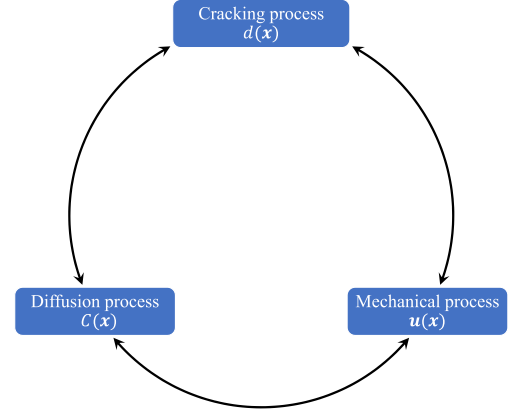 Cracking process
d(x)
Diffusion process
C(x)
Mechanical process
u(x)